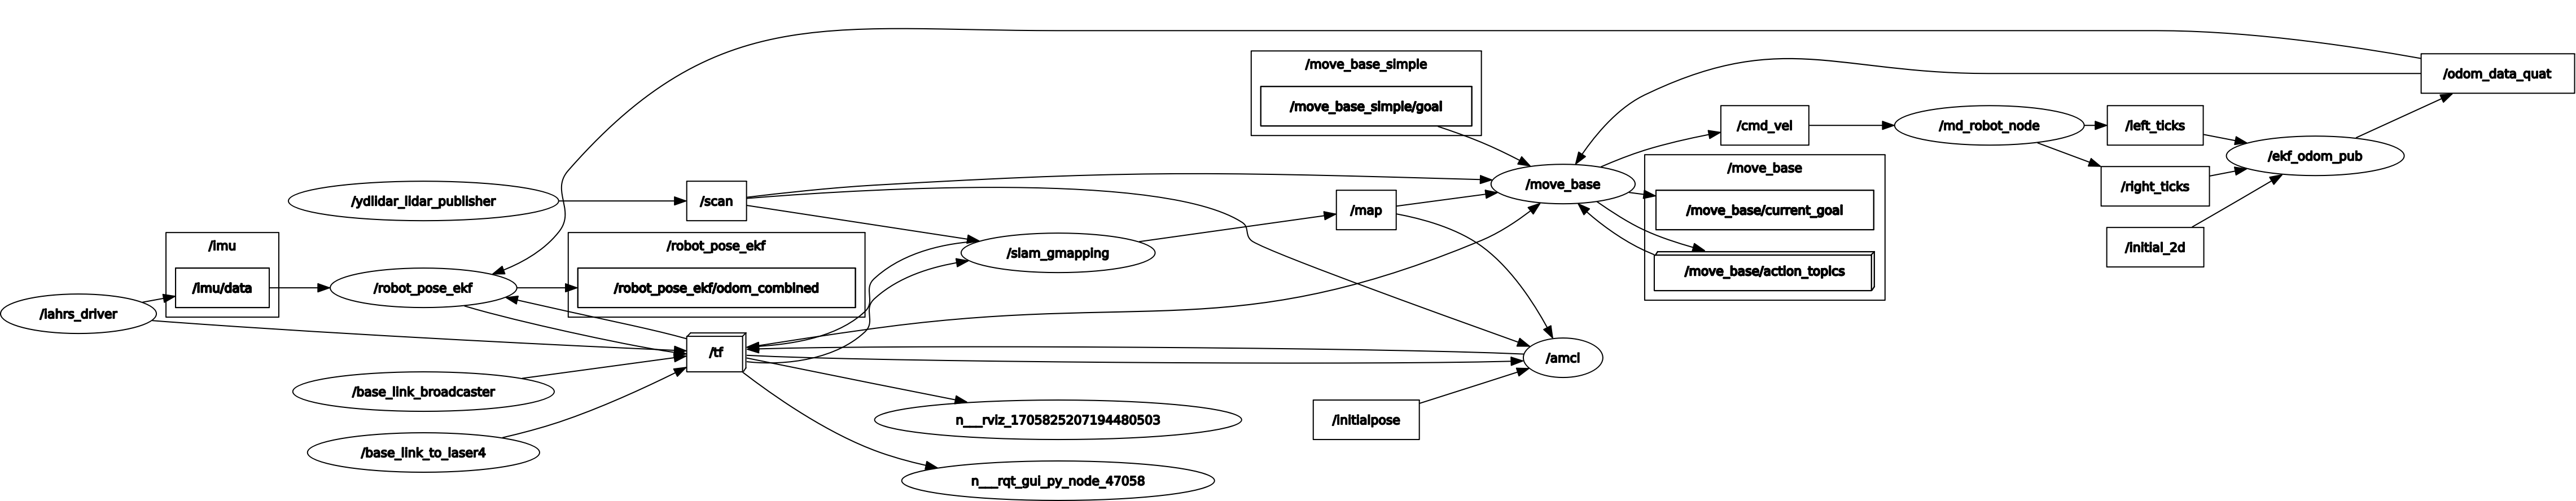 /move_base_simple
/move_base_simple/goal
/odom_data_quat
/cmd_vel
/md_robot_node
/left_ticks
/ekf_odom_pub
/right_ticks
/initial_2d
/ydlidar_lidar_publisher
/scan
/move_base
/move_base
/move_base/current_goal
/move_base/action_topics
/map
/slam_gmapping
/imu
/imu/data
/robot_pose_ekf
/robot_pose_ekf
/robot_pose_ekf/odom_combined
/iahrs_driver
/tf
/amcl
/base_link_broadcaster
/base_link_to_laser4
n___rviz_1705825207194480503
/initialpose
n___rqt_gui_py_node_47058